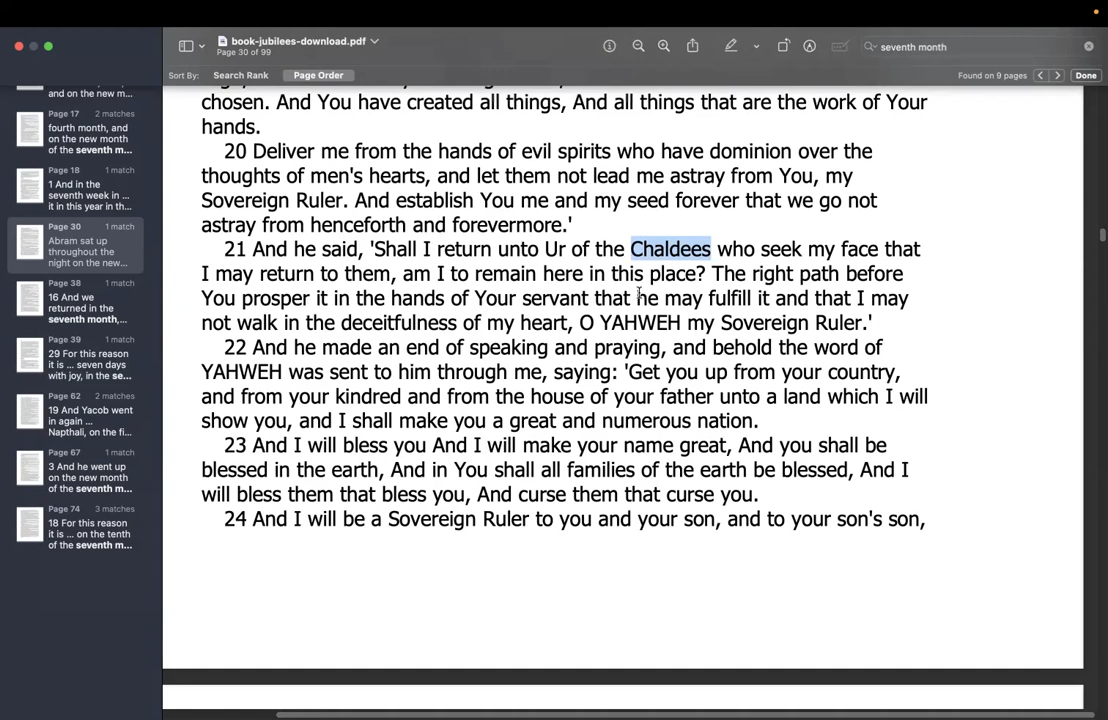 book-jubilees-download.pdf
Page 30 of 99
seventh month
Sort By: Search Rank Page Order
Found on 9 pages
Done
and on the new m...
Page 17 2 matches
fourth month, and
on the new month
of the seventh m...
Page 18 1 match
1 And in the
seventh week in ...
it in this year in th...
Page 30 1 match
Abram sat up
throughout the
night on the new...
Page 38 1 match
16 And we
returned in the
seventh month,...
Page 39 1 match
29 For this reason
it is ... seven days
with joy, in the se...
Page 62 2 matches
19 And Yacob went
in again ...
Napthali, on the fi...
Page 67 1 match
3 And he went up
on the new month
of the seventh m...
Page 74 3 matches
18 For this reason
it is ... on the tenth
of the seventh m...
chosen. And You have created all things, And all things that are the work of Your
hands.
20 Deliver me from the hands of evil spirits who have dominion over the
thoughts of men's hearts, and let them not lead me astray from You, my
Sovereign Ruler. And establish You me and my seed forever that we go not
astray from henceforth and forevermore.'
21 And he said, 'Shall I return unto Ur of the Chaldees who seek my face that
I may return to them, am I to remain here in this place? The right path before
You prosper it in the hands of Your servant that he may fulfill it and that I may
not walk in the deceitfulness of my heart, O YAHWEH my Sovereign Ruler.'
22 And he made an end of speaking and praying, and behold the word of
YAHWEH was sent to him through me, saying: 'Get you up from your country,
and from your kindred and from the house of your father unto a land which I will
show you, and I shall make you a great and numerous nation.
23 And I will bless you And I will make your name great, And you shall be
blessed in the earth, And in You shall all families of the earth be blessed, And I
will bless them that bless you, And curse them that curse you.
24 And I will be a Sovereign Ruler to you and your son, and to your son's son,